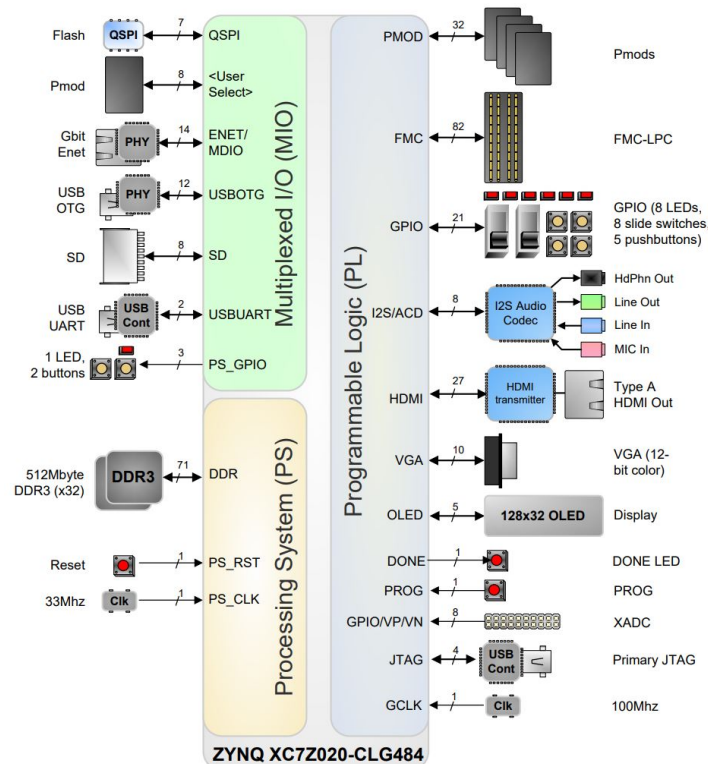 Flash
QSPI
7
QSPI
Pmod
8
<User
Select>
Gbit
Enet
PHY
14
ENET/
MDIO
USB
OTG
PHY
12
USBOTG
SD
8
SD
USB
UART
USB
Cont
2
USBUART
1 LED,
2 buttons
3
PS_GPIO
Multiplexed I/O (MIO)
512Mbyte
DDR3 (x32)
DDR3
71
DDR
Reset
1
PS_RST
33Mhz
Clk
1
PS_CLK
Processing System (PS)
Programmable Logic (PL)
PMOD
32
Pmods
FMC
82
FMC-LPC
GPIO
21
GPIO (8 LEDs,
8 slide switches,
5 pushbuttons)
I2S/ACD
8
I2S Audio
Codec
HdPhn Out
Line Out
Line In
MIC In
HDMI
27
HDMI
transmitter
Type A
HDMI Out
VGA
10
VGA (12-
bit color)
OLED
5
128x32 OLED
Display
DONE
1
DONE LED
PROG
1
PROG
GPIO/VP/VN
8
XADC
JTAG
4
USB
Cont
Primary JTAG
GCLK
1
Clk
100Mhz
ZYNQ XC7Z020-CLG484